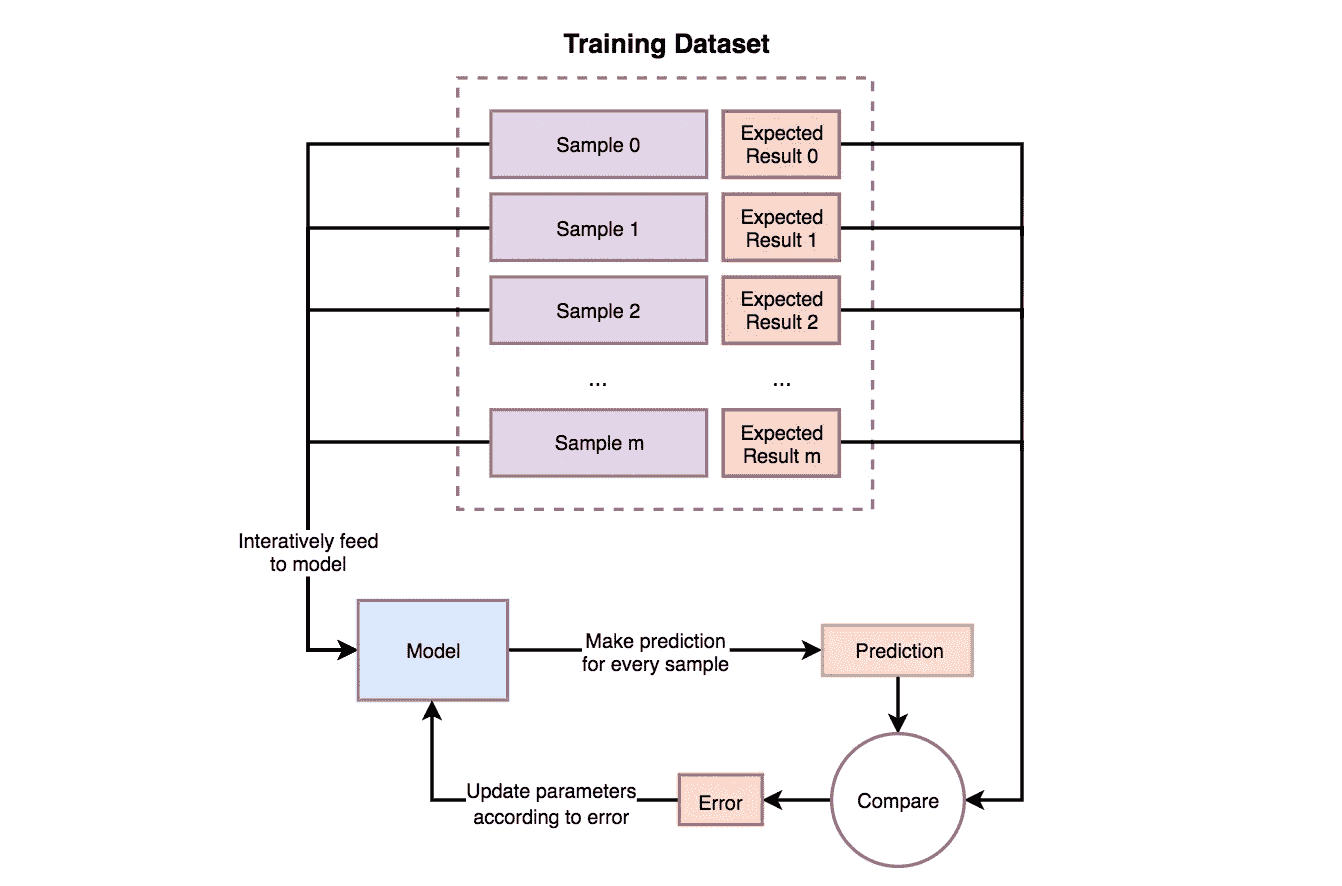 Training Dataset
Sample 0
Expected
Result 0
Sample 1
Expected
Result 1
Sample 2
Expected
Result 2
...
...
Sample m
Expected
Result m
Interatively feed
to model
Model
Make prediction
for every sample
Prediction
Update parameters
according to error
Error
Compare